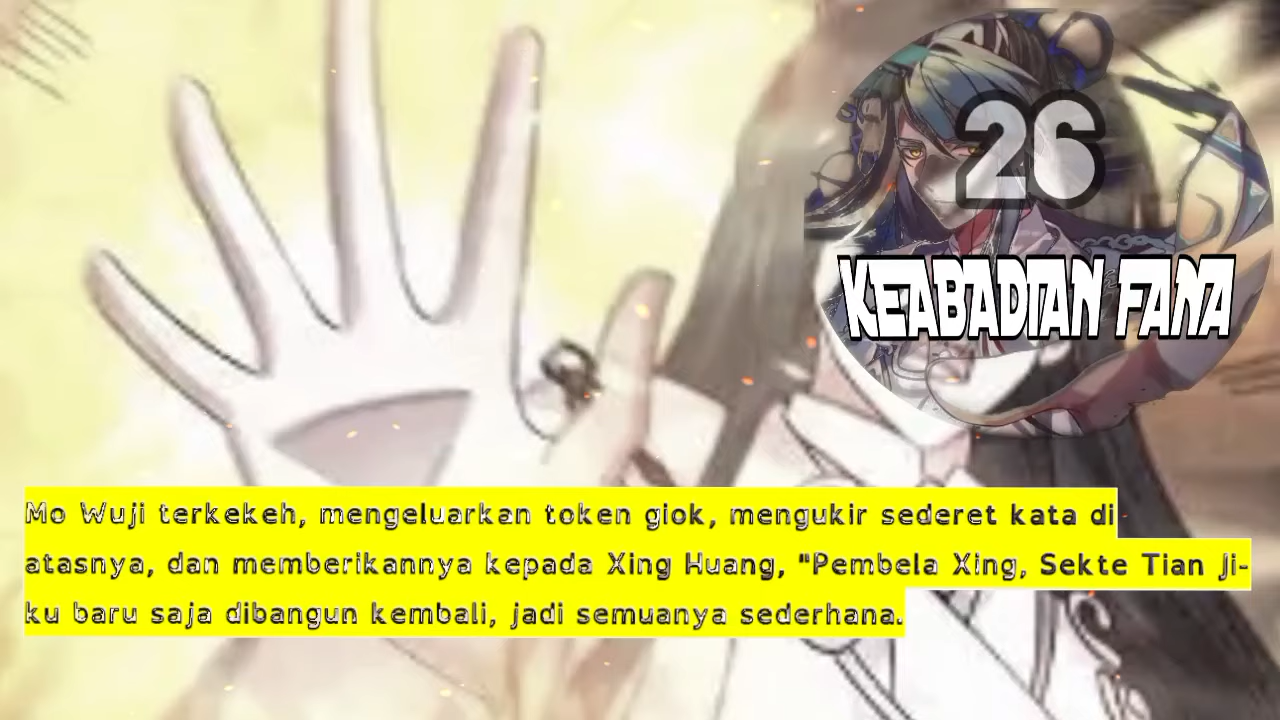 26
KEABADIAN FANA
Mo Wuji terkekeh, mengeluarkan token giok, mengukir sederet kata di
atasnya, dan memberikannya kepada Xing Huang, "Pembela Xing, Sekte Tian Ji-
ku baru saja dibangun kembali, jadi semuanya sederhana.